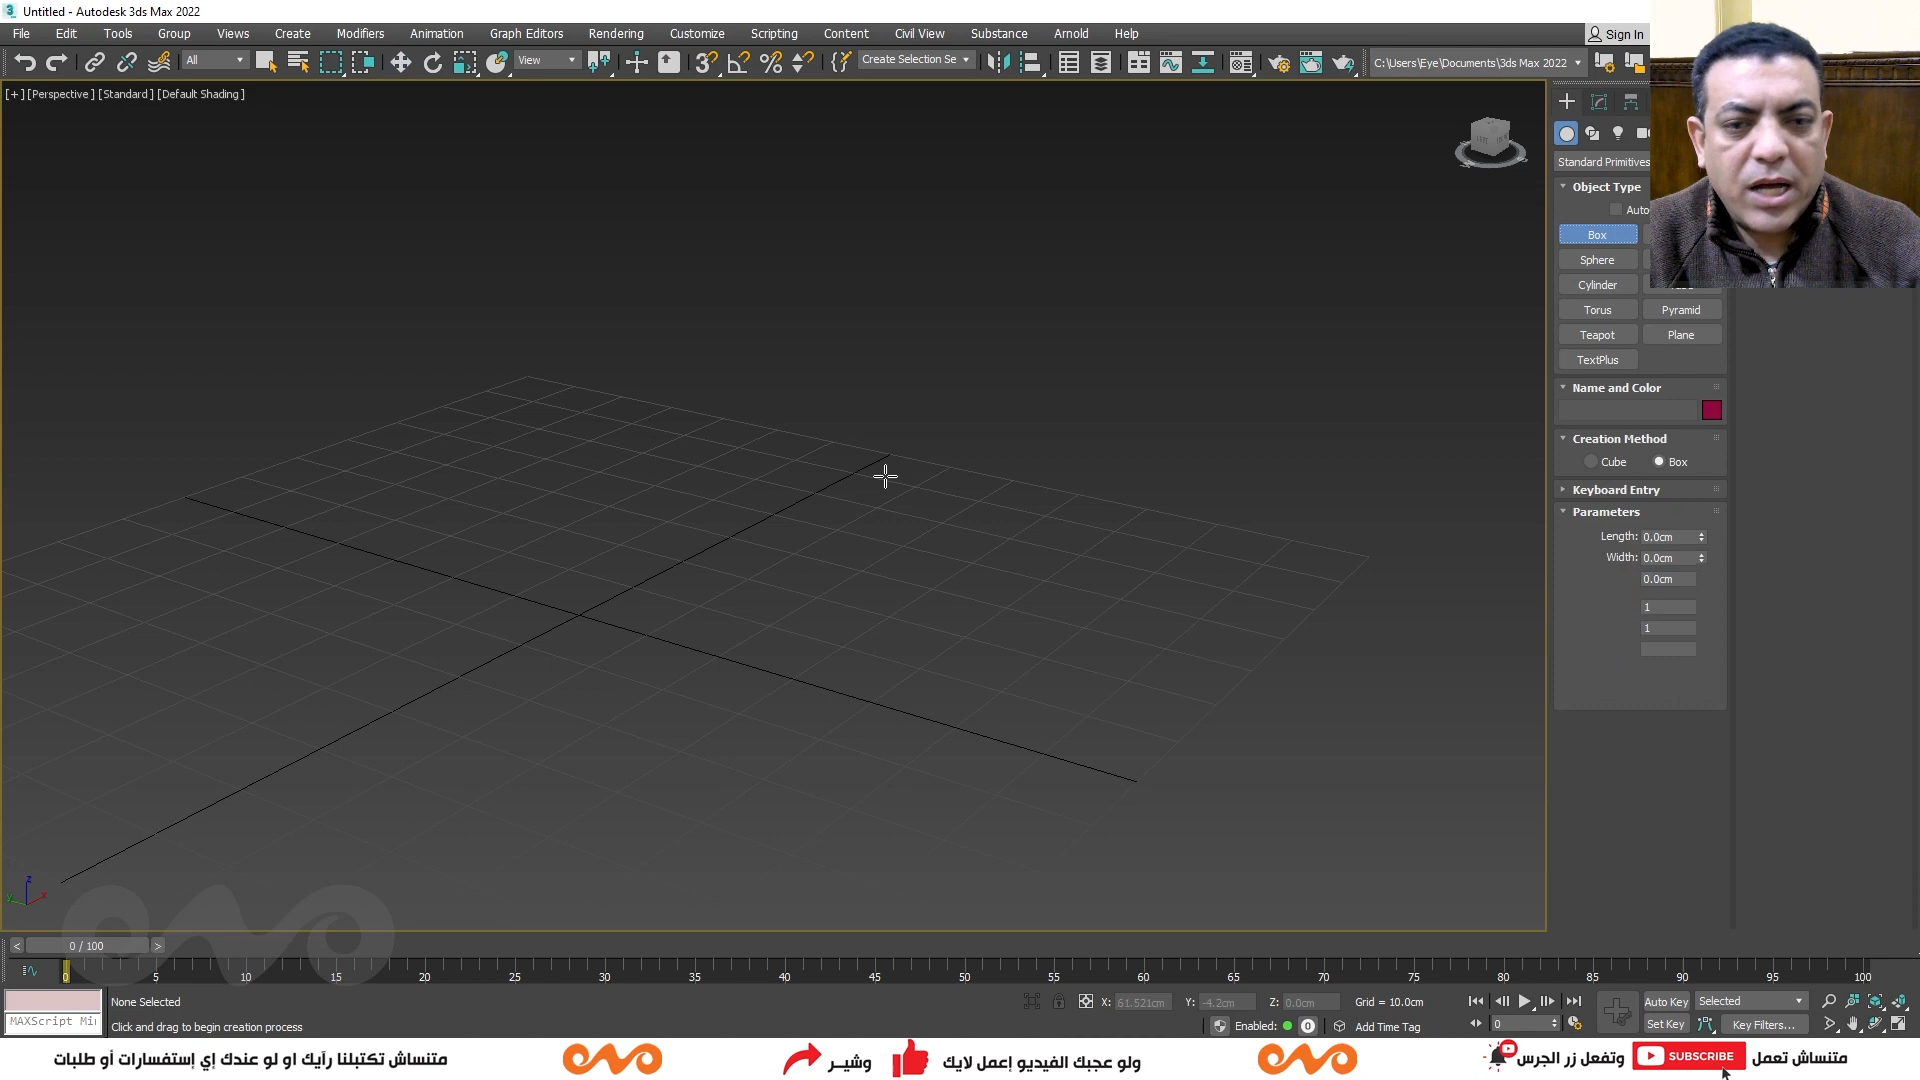 Untitled - Autodesk 3ds Max 2022
File Edit Tools Group Views Create Modifiers Animation Graph Editors Rendering Customize Scripting Content Civil View Substance Arnold Help
Sign In
All
View
Create Selection Se
C:\Users\Eye\Documents\3ds Max 2022
[+] [Perspective] [Standard] [Default Shading]
Standard Primitives
Object Type
Auto
Box
Sphere
Cylinder
Torus Pyramid
Teapot Plane
TextPlus
Name and Color
Creation Method
Cube Box
Keyboard Entry
Parameters
Length: 0.0cm
Width: 0.0cm
0.0cm
1
1
z
y x
< 0 / 100 >
0 5 10 15 20 25 30 35 40 45 50 55 60 65 70 75 80 85 90 95 100
None Selected
X: 61.521cm Y: -4.2cm Z: 0.0cm Grid = 10.0cm
Auto Key Selected
MAXScript Mi
Click and drag to begin creation process
Enabled: 0 Add Time Tag
0
Set Key Key Filters...
متنساش تعمل SUBSCRIBE وتفعل زر الجرس
ولو عجبك الفيديو إعمل لايك وشير
متنساش تكتبلنا رآيك او لو عندك إي إستفسارات أو طلبات